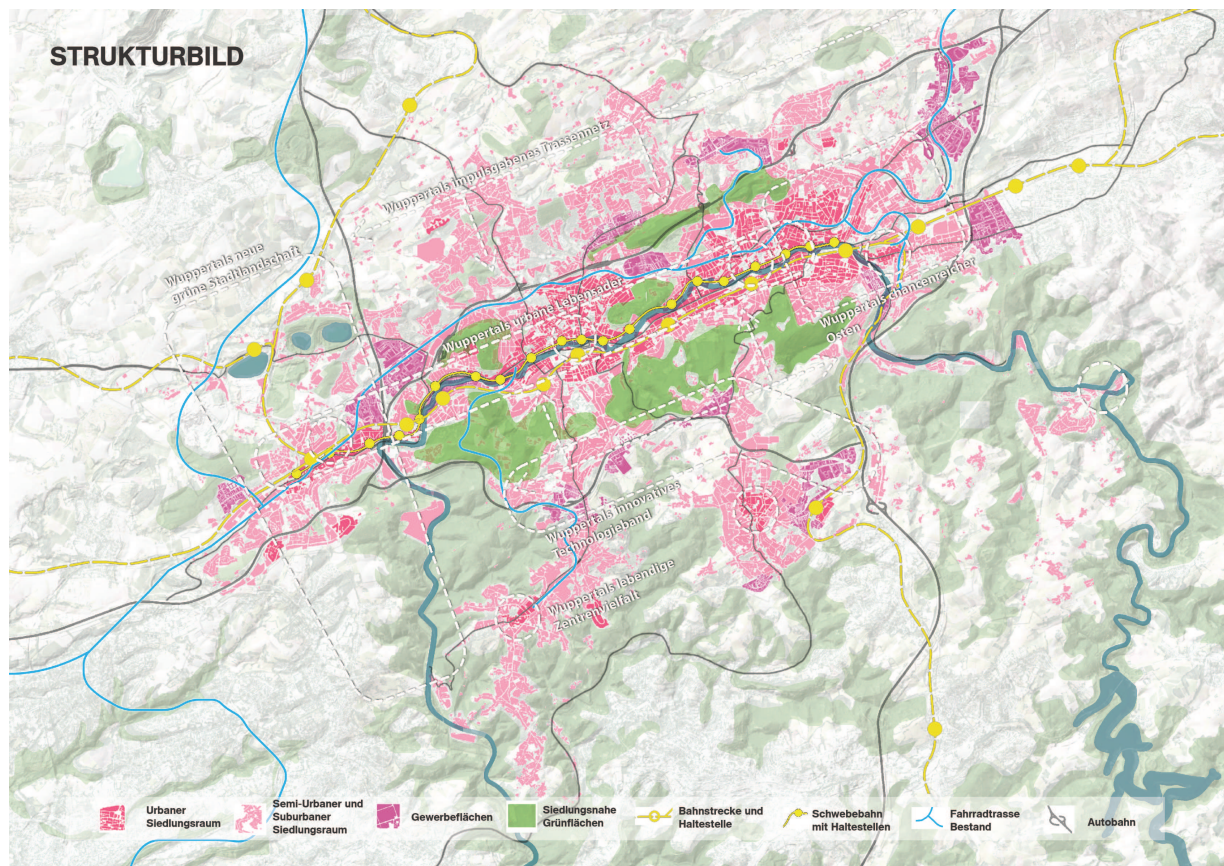 STRUKTURBILD
Wuppertals impulsgebenes Trassennetz
Wuppertals neue
grüne Stadtlandschaft
Wuppertals urbane Lebensader
Wuppertals chancenreicher
Osten
Wuppertals innovatives
Technologieband
Wuppertals lebendige
Zentrenvielfalt
Urbaner
Siedlungsraum
Semi-Urbaner und
Suburbaner
Siedlungsraum
Gewerbeflächen
Siedlungsnahe
Grünflächen
Bahnstrecke und
Haltestelle
Schwebebahn
mit Haltestellen
Fahrradtrasse
Bestand
Autobahn